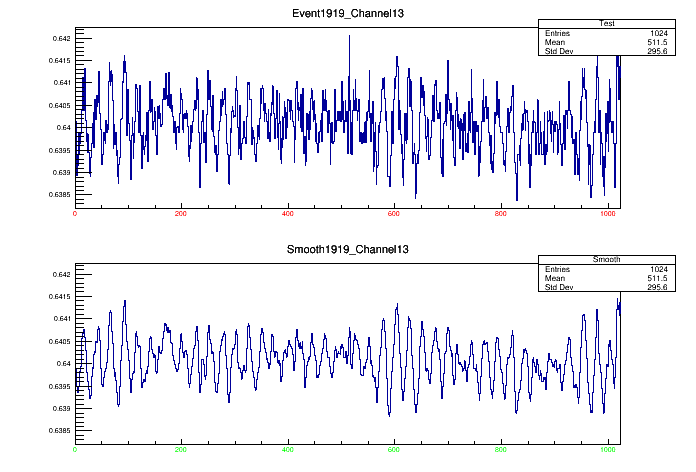 Event1919_Channel13
Test
Entries 1024
Mean 511.5
Std Dev 295.6
0.642
0.6415
0.641
0.6405
0.64
0.6395
0.639
0.6385
0 200 400 600 800 1000
Smooth1919_Channel13
Smooth
Entries 1024
Mean 511.5
Std Dev 295.6
0.642
0.6415
0.641
0.6405
0.64
0.6395
0.639
0.6385
0 200 400 600 800 1000